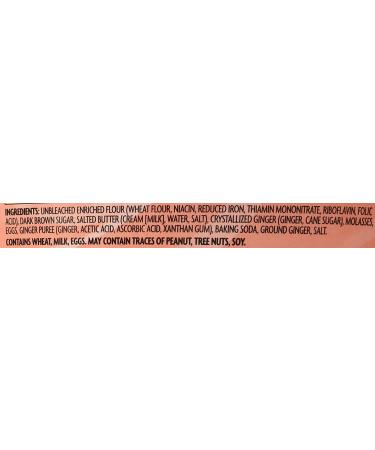 INGREDIENTS: UNBLEACHED ENRICHED FLOUR (WHEAT FLOUR, NIACIN, REDUCED IRON, THIAMIN MONONITRATE, RIBOFLAVIN, FOLIC
ACID), DARK BROWN SUGAR, SALTED BUTTER (CREAM [MILK], WATER, SALT). CRYSTALLIZED GINGER (GINGER, CANE SUGAR), MOLASSES,
EGGS, GINGER PUREE (GINGER, ACETIC ACID, ASCORBIC ACID, XANTHAN GUM), BAKING SODA, GROUND GINGER, SALT.
CONTAINS WHEAT, MILK, EGGS. MAY CONTAIN TRACES OF PEANUT, TREE NUTS, SOY.